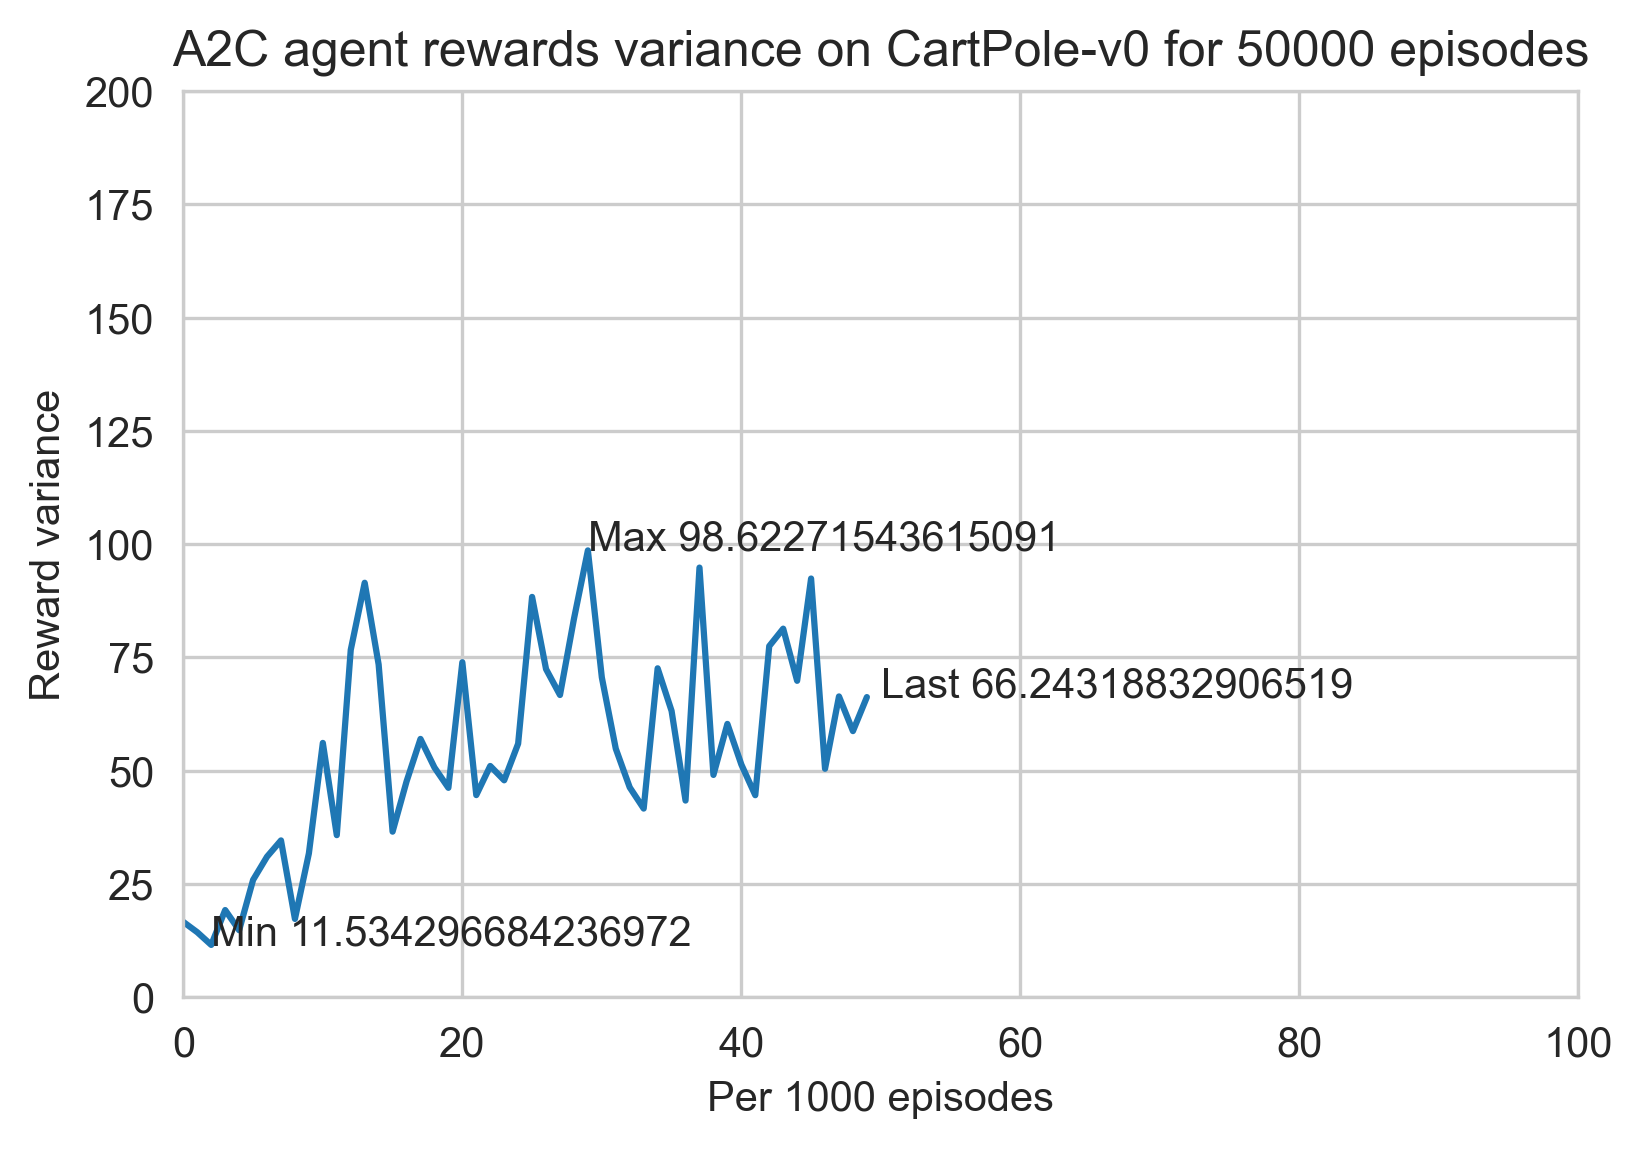 A2C agent rewards variance on CartPole-v0 for 50000 episodes
200
175
150
125
100
75
50
25
0
Reward variance
Max 98.62271543615091
Last 66.24318832906519
Min 11.534296684236972
0 20 40 60 80 100
Per 1000 episodes